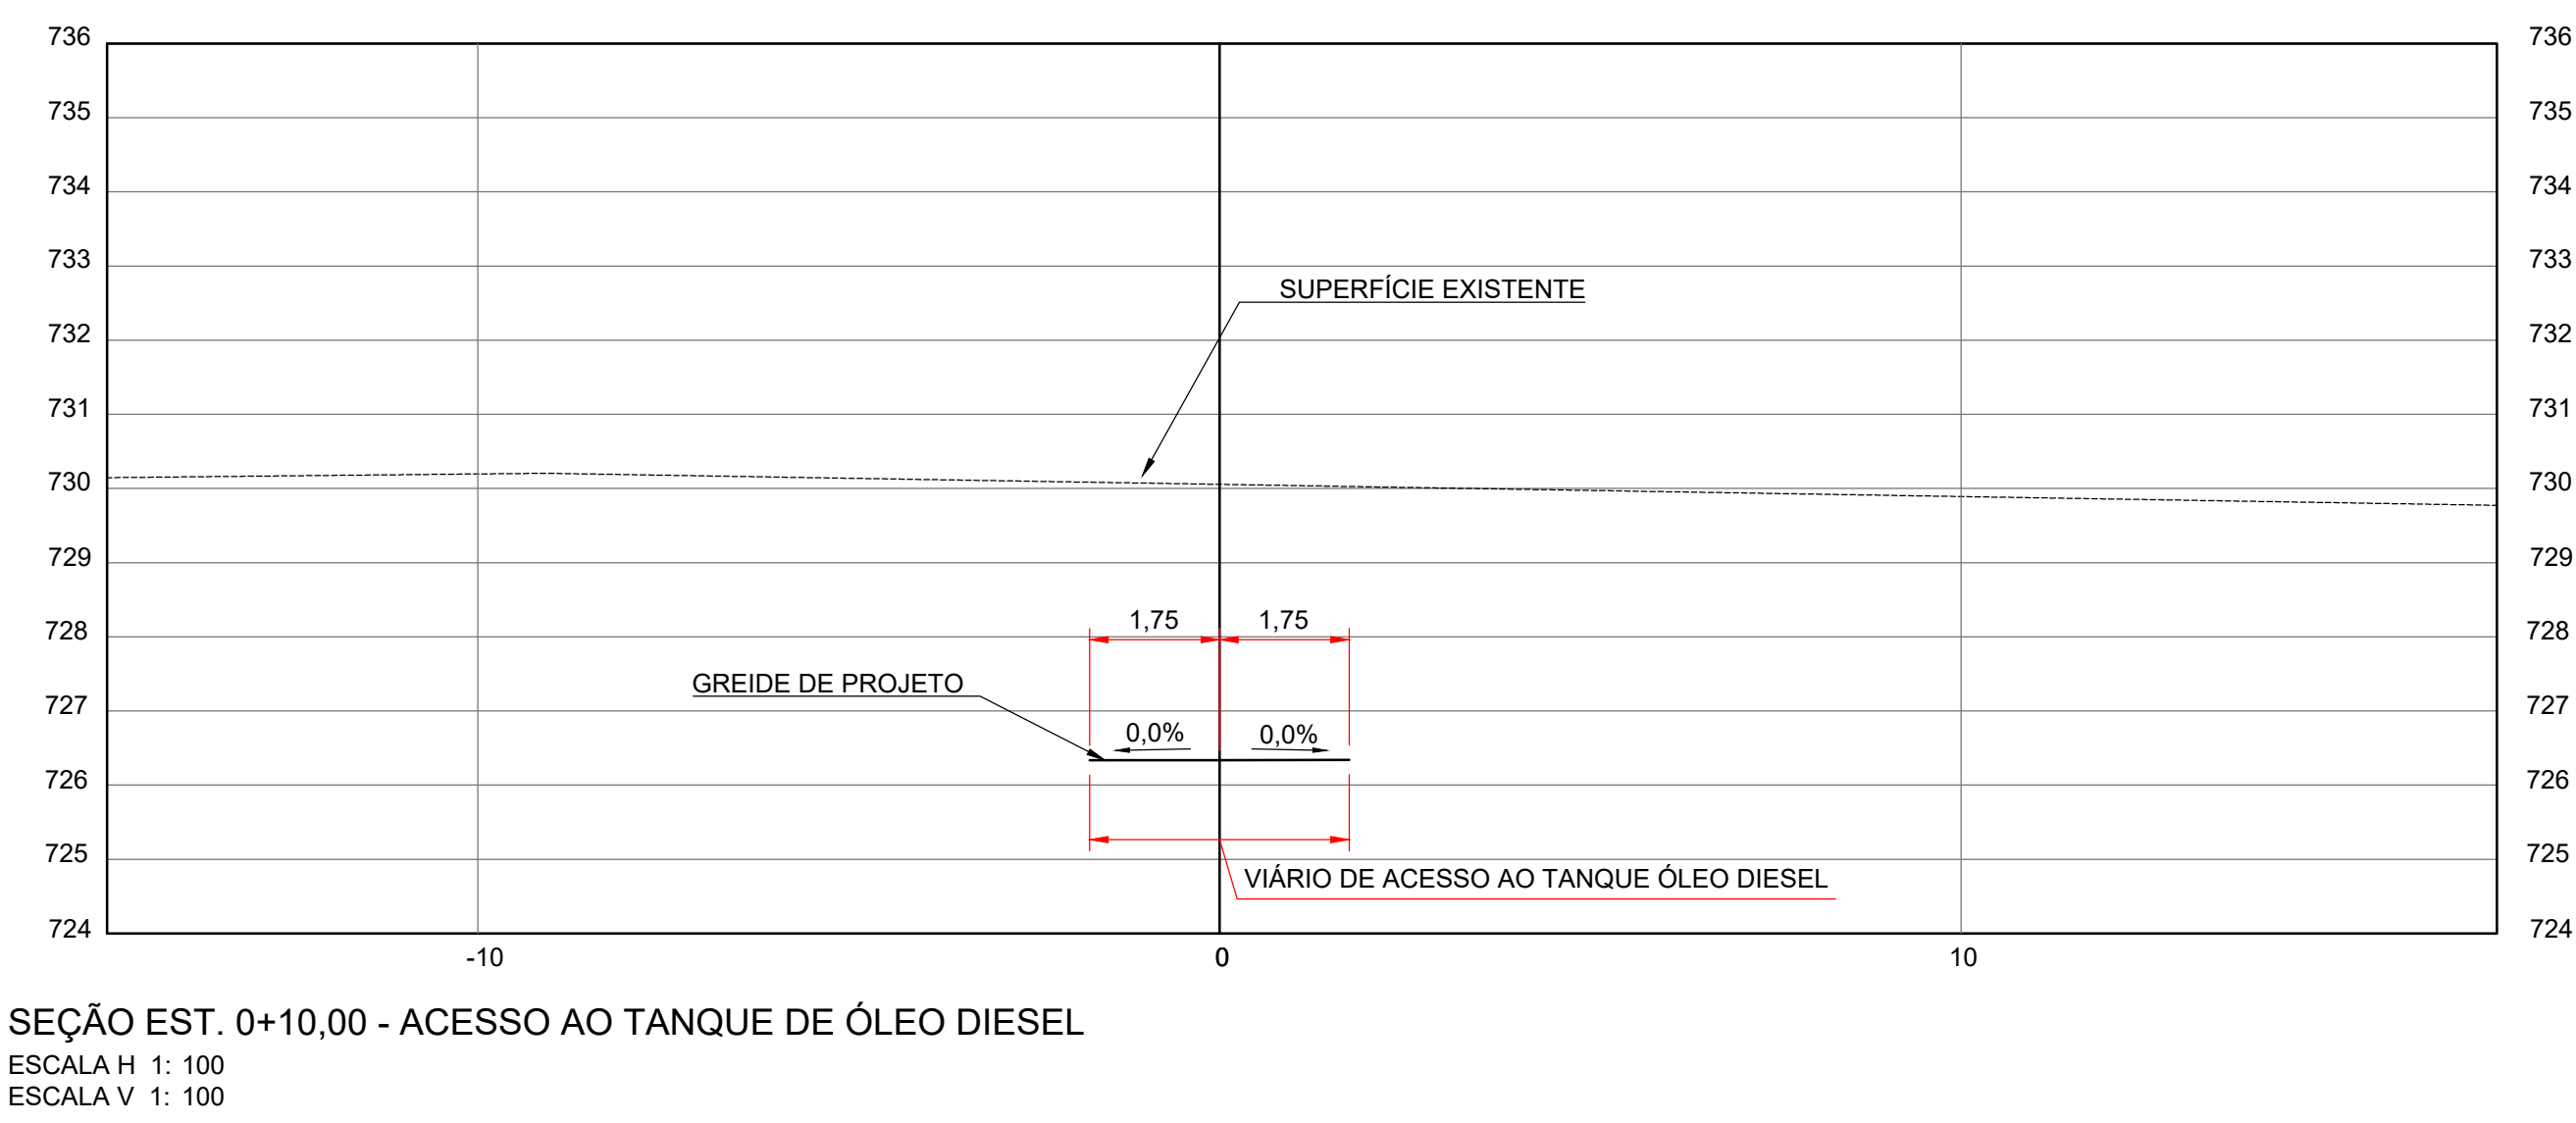 736 736
735 735
734 734
733 733
SUPERFÍCIE EXISTENTE
732 732
731 731
730 730
729 729
1,75 1,75
728 728
GREIDE DE PROJETO
727 727
0,0% 0,0%
726 726
725 725
VIÁRIO DE ACESSO AO TANQUE ÓLEO DIESEL
724 724
-10 0 10
SEÇÃO EST. 0+10,00 - ACESSO AO TANQUE DE ÓLEO DIESEL
ESCALA H 1: 100
ESCALA V 1: 100